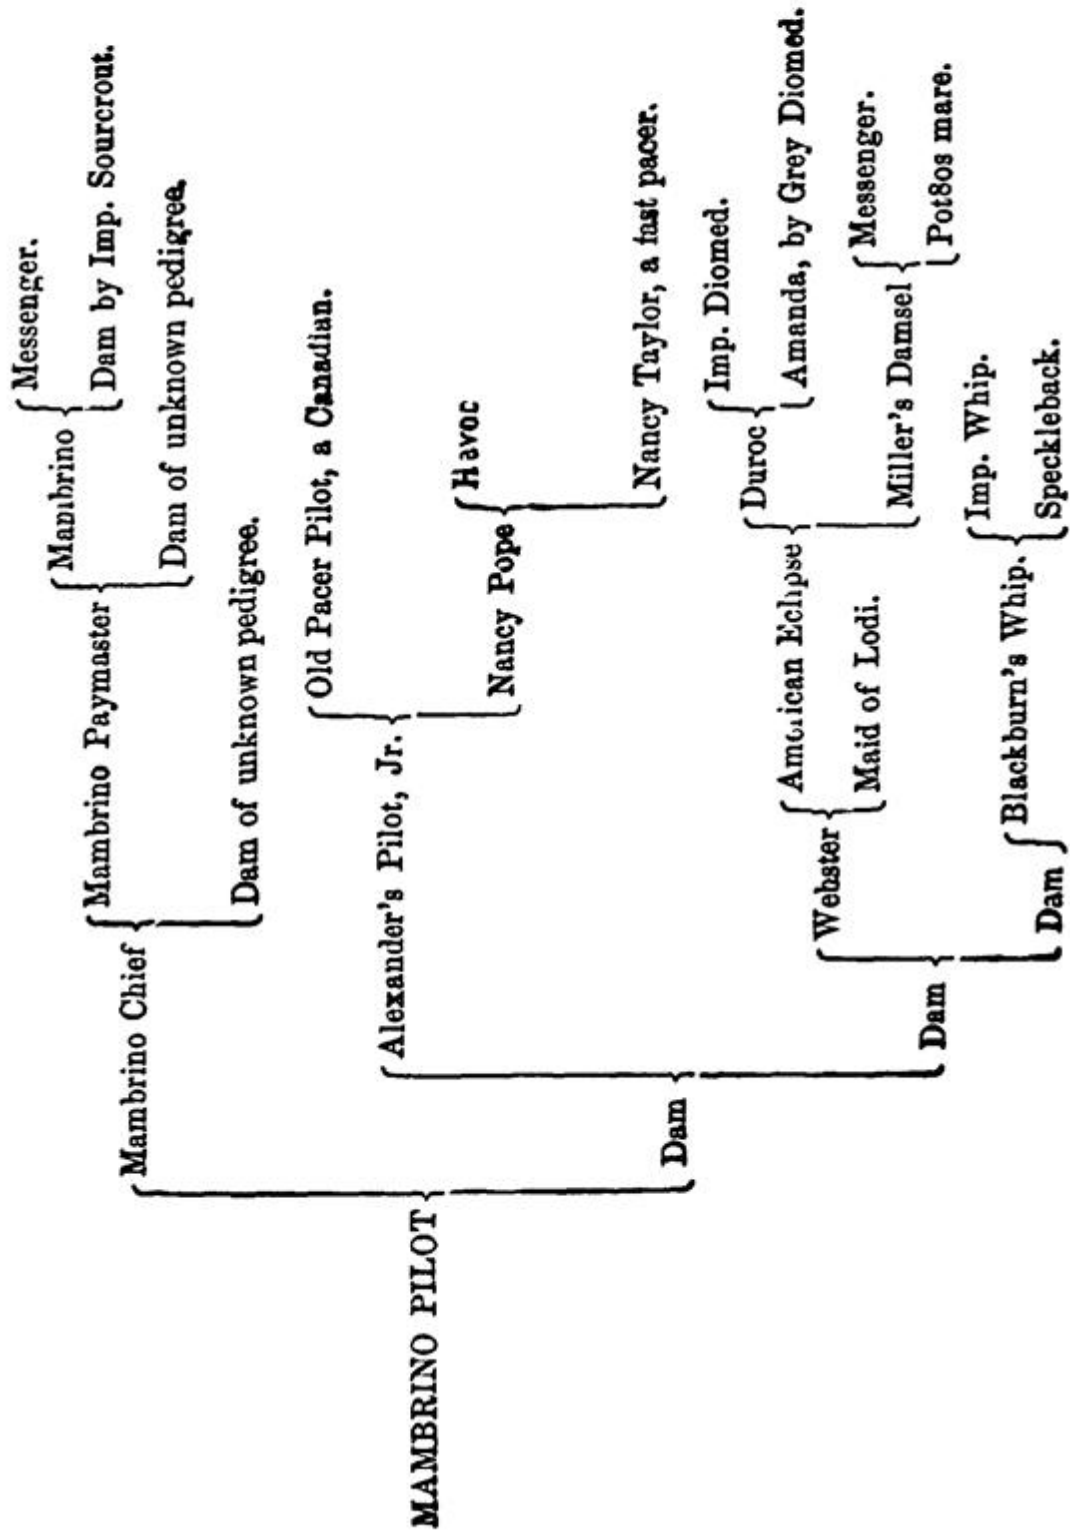 MAMBRINO PILOT
Mambrino Chief
Mambrino Paymaster
Mambrino
Messenger.
Dam by Imp. Sourcrout.
Dam of unknown pedigree.
Dam of unknown pedigree.
Dam
Alexander's Pilot, Jr.
Old Pacer Pilot, a Canadian.
Nancy Pope
Havoc
Nancy Taylor, a fast pacer.
Dam
Webster
American Eclipse
Duroc
Imp. Diomed.
Amanda, by Grey Diomed.
Miller's Damsel
Messenger.
Pot8os mare.
Maid of Lodi.
Dam
Blackburn's Whip.
Imp. Whip.
Speckleback.